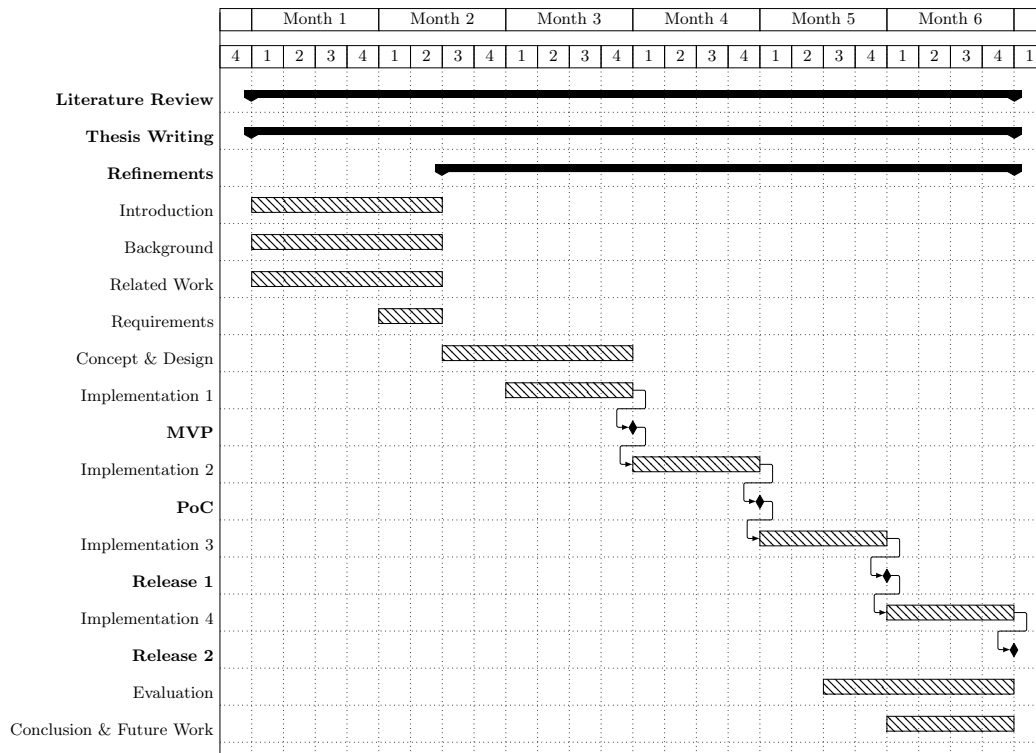 Month 1 Month 2 Month 3 Month 4 Month 5 Month 6
4 1 2 3 4 1 2 3 4 1 2 3 4 1 2 3 4 1 2 3 4 1 2 3 4 1
Literature Review
Thesis Writing
Refinements
Introduction
Background
Related Work
Requirements
Concept & Design
Implementation 1
MVP
Implementation 2
PoC
Implementation 3
Release 1
Implementation 4
Release 2
Evaluation
Conclusion & Future Work